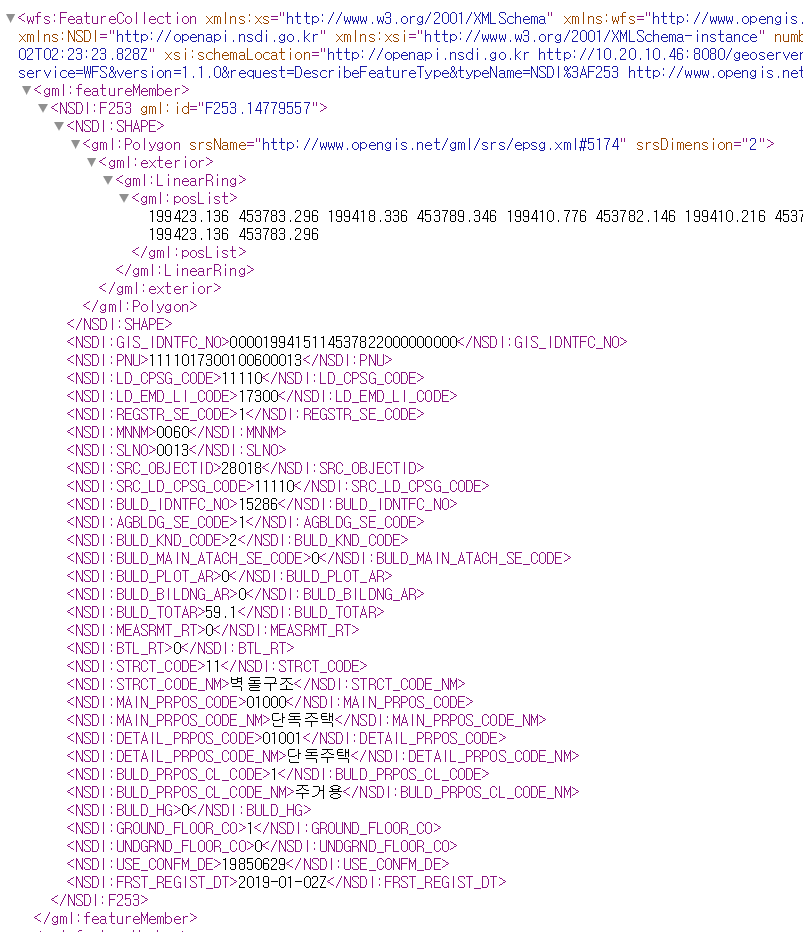 ▼<wfs:FeatureCollection xmlns:xs="http://www.w3.org/2001/XMLSchema" xmlns:wfs="http://www.opengis.
xmlns:NSDI="http://openapi.nsdi.go.kr" xmlns:xsi="http://www.w3.org/2001/XMLSchema-instance" numb
02T02:23:23.828Z" xsi:schemaLocation="http://openapi.nsdi.go.kr http://10.20.10.46:8080/geoserver
service=WFS&version=1.1.0&request=DescribeFeatureType&typeName=NSDI%3AF253 http://www.opengis.net
▼<gml:featureMember>
▼<NSDI:F253 gml:id="F253.14779557">
▼<NSDI:SHAPE>
▼<gml:Polygon srsName="http://www.opengis.net/gml/srs/epsg.xml#5174" srsDimension="2">
▼<gml:exterior>
▼<gml:LinearRing>
▼<gml:posList>
199423.136 453783.296 199418.336 453789.346 199410.776 453782.146 199410.216 4537
199423.136 453783.296
</gml:posList>
</gml:LinearRing>
</gml:exterior>
</gml:Polygon>
</NSDI:SHAPE>
<NSDI:GIS_IDNTFC_NO>0000199415114537822000000000</NSDI:GIS_IDNTFC_NO>
<NSDI:PNU>1111017300100600013</NSDI:PNU>
<NSDI:LD_CPSG_CODE>11110</NSDI:LD_CPSG_CODE>
<NSDI:LD_EMD_LI_CODE>17300</NSDI:LD_EMD_LI_CODE>
<NSDI:REGSTR_SE_CODE>1</NSDI:REGSTR_SE_CODE>
<NSDI:MNNM>0060</NSDI:MNNM>
<NSDI:SLNO>0013</NSDI:SLNO>
<NSDI:SRC_OBJECTID>28018</NSDI:SRC_OBJECTID>
<NSDI:SRC_LD_CPSG_CODE>11110</NSDI:SRC_LD_CPSG_CODE>
<NSDI:BULD_IDNTFC_NO>15286</NSDI:BULD_IDNTFC_NO>
<NSDI:AGBLDG_SE_CODE>1</NSDI:AGBLDG_SE_CODE>
<NSDI:BULD_KND_CODE>2</NSDI:BULD_KND_CODE>
<NSDI:BULD_MAIN_ATACH_SE_CODE>0</NSDI:BULD_MAIN_ATACH_SE_CODE>
<NSDI:BULD_PLOT_AR>0</NSDI:BULD_PLOT_AR>
<NSDI:BULD_BILDNG_AR>0</NSDI:BULD_BILDNG_AR>
<NSDI:BULD_TOTAR>59.1</NSDI:BULD_TOTAR>
<NSDI:MEASRMT_RT>0</NSDI:MEASRMT_RT>
<NSDI:BTL_RT>0</NSDI:BTL_RT>
<NSDI:STRCT_CODE>11</NSDI:STRCT_CODE>
<NSDI:STRCT_CODE_NM>벽돌구조</NSDI:STRCT_CODE_NM>
<NSDI:MAIN_PRPOS_CODE>01000</NSDI:MAIN_PRPOS_CODE>
<NSDI:MAIN_PRPOS_CODE_NM>단독주택</NSDI:MAIN_PRPOS_CODE_NM>
<NSDI:DETAIL_PRPOS_CODE>01001</NSDI:DETAIL_PRPOS_CODE>
<NSDI:DETAIL_PRPOS_CODE_NM>단독주택</NSDI:DETAIL_PRPOS_CODE_NM>
<NSDI:BULD_PRPOS_CL_CODE>1</NSDI:BULD_PRPOS_CL_CODE>
<NSDI:BULD_PRPOS_CL_CODE_NM>주거용</NSDI:BULD_PRPOS_CL_CODE_NM>
<NSDI:BULD_HG>0</NSDI:BULD_HG>
<NSDI:GROUND_FLOOR_CO>1</NSDI:GROUND_FLOOR_CO>
<NSDI:UNDGRND_FLOOR_CO>0</NSDI:UNDGRND_FLOOR_CO>
<NSDI:USE_CONFM_DE>19850629</NSDI:USE_CONFM_DE>
<NSDI:FRST_REGIST_DT>2019-01-02Z</NSDI:FRST_REGIST_DT>
</NSDI:F253>
</gml:featureMember>